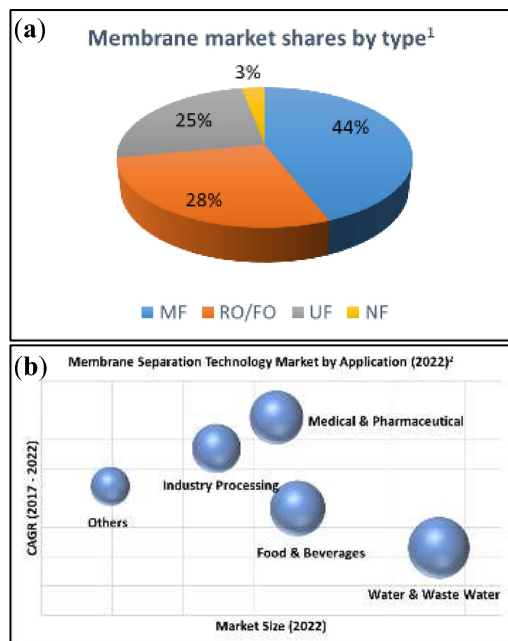 (a)
Membrane market shares by type¹
3%
25%
44%
28%
MF RO/FO UF NF
(b)
Membrane Separation Technology Market by Application (2022)²
Medical & Pharmaceutical
Industry Processing
Others
Food & Beverages
Water & Waste Water
CAGR (2017 - 2022)
Market Size (2022)